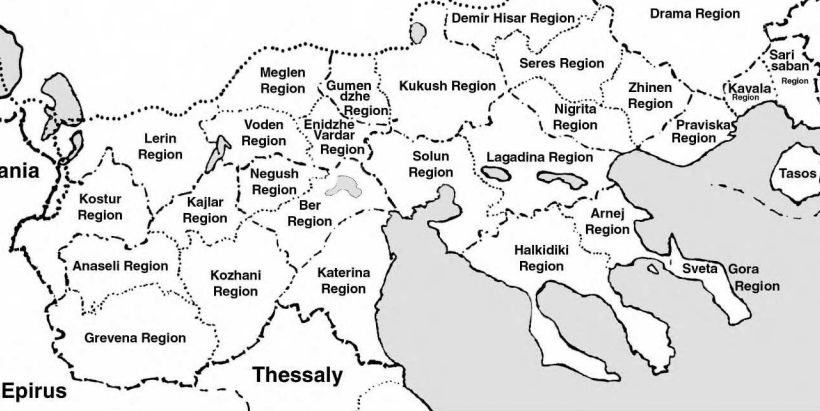 Demir Hisar Region
Drama Region
Sari
saban
Region
Seres Region
Meglen
Region
Gumen
dzhe
Region
Kukush Region
Zhinen
Region
Kavala
Region
Nigrita
Region
Praviska
Region
Voden
Region
Enidzhe
Vardar
Region
Lerin
Region
Solun
Region
Lagadina Region
ania
Negush
Region
Tasos
Kostur
Region
Kajlar
Region
Ber
Region
Arnej
Region
Halkidiki
Region
Anaseli Region
Kozhani
Region
Katerina
Region
Sveta Gora
Region
Grevena Region
Thessaly
Epirus